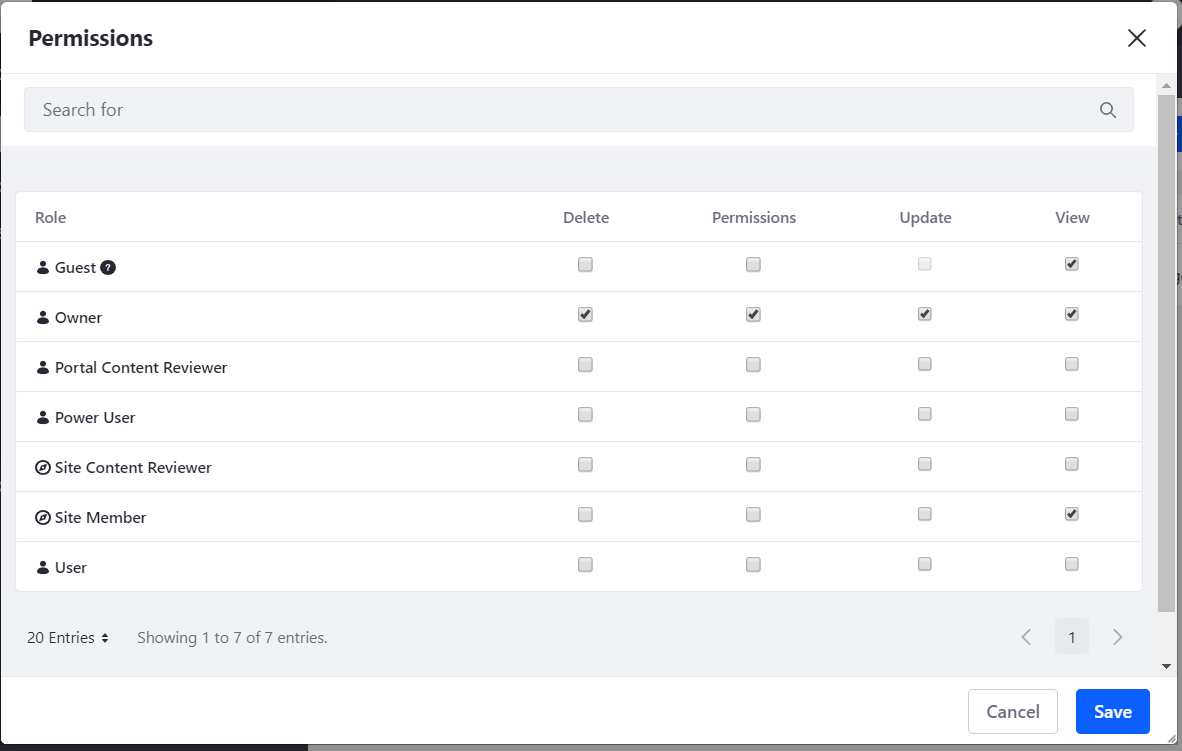 Permissions
Search for
Role Delete Permissions Update View
Guest ?
Owner
Portal Content Reviewer
Power User
Site Content Reviewer
Site Member
User
20 Entries Showing 1 to 7 of 7 entries. 1
Cancel Save